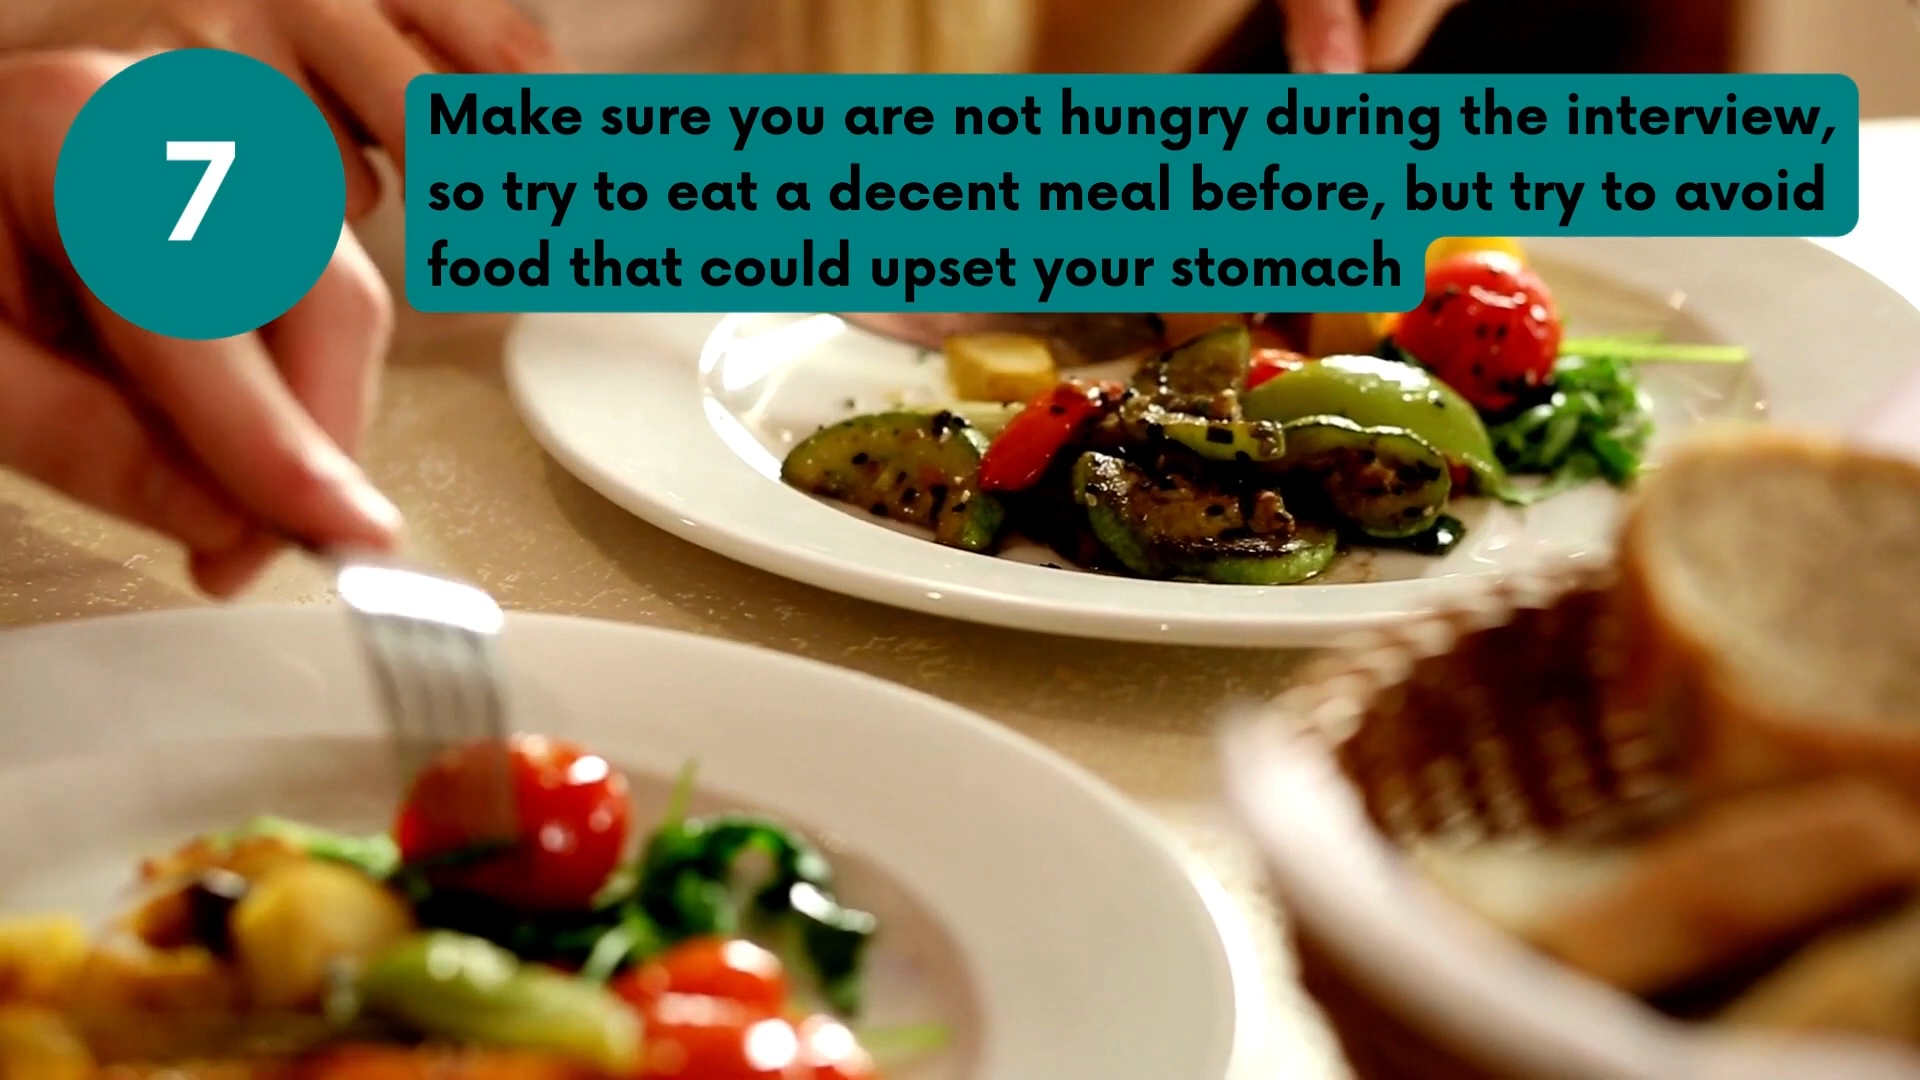 7
Make sure you are not hungry during the interview,
so try to eat a decent meal before, but try to avoid
food that could upset your stomach